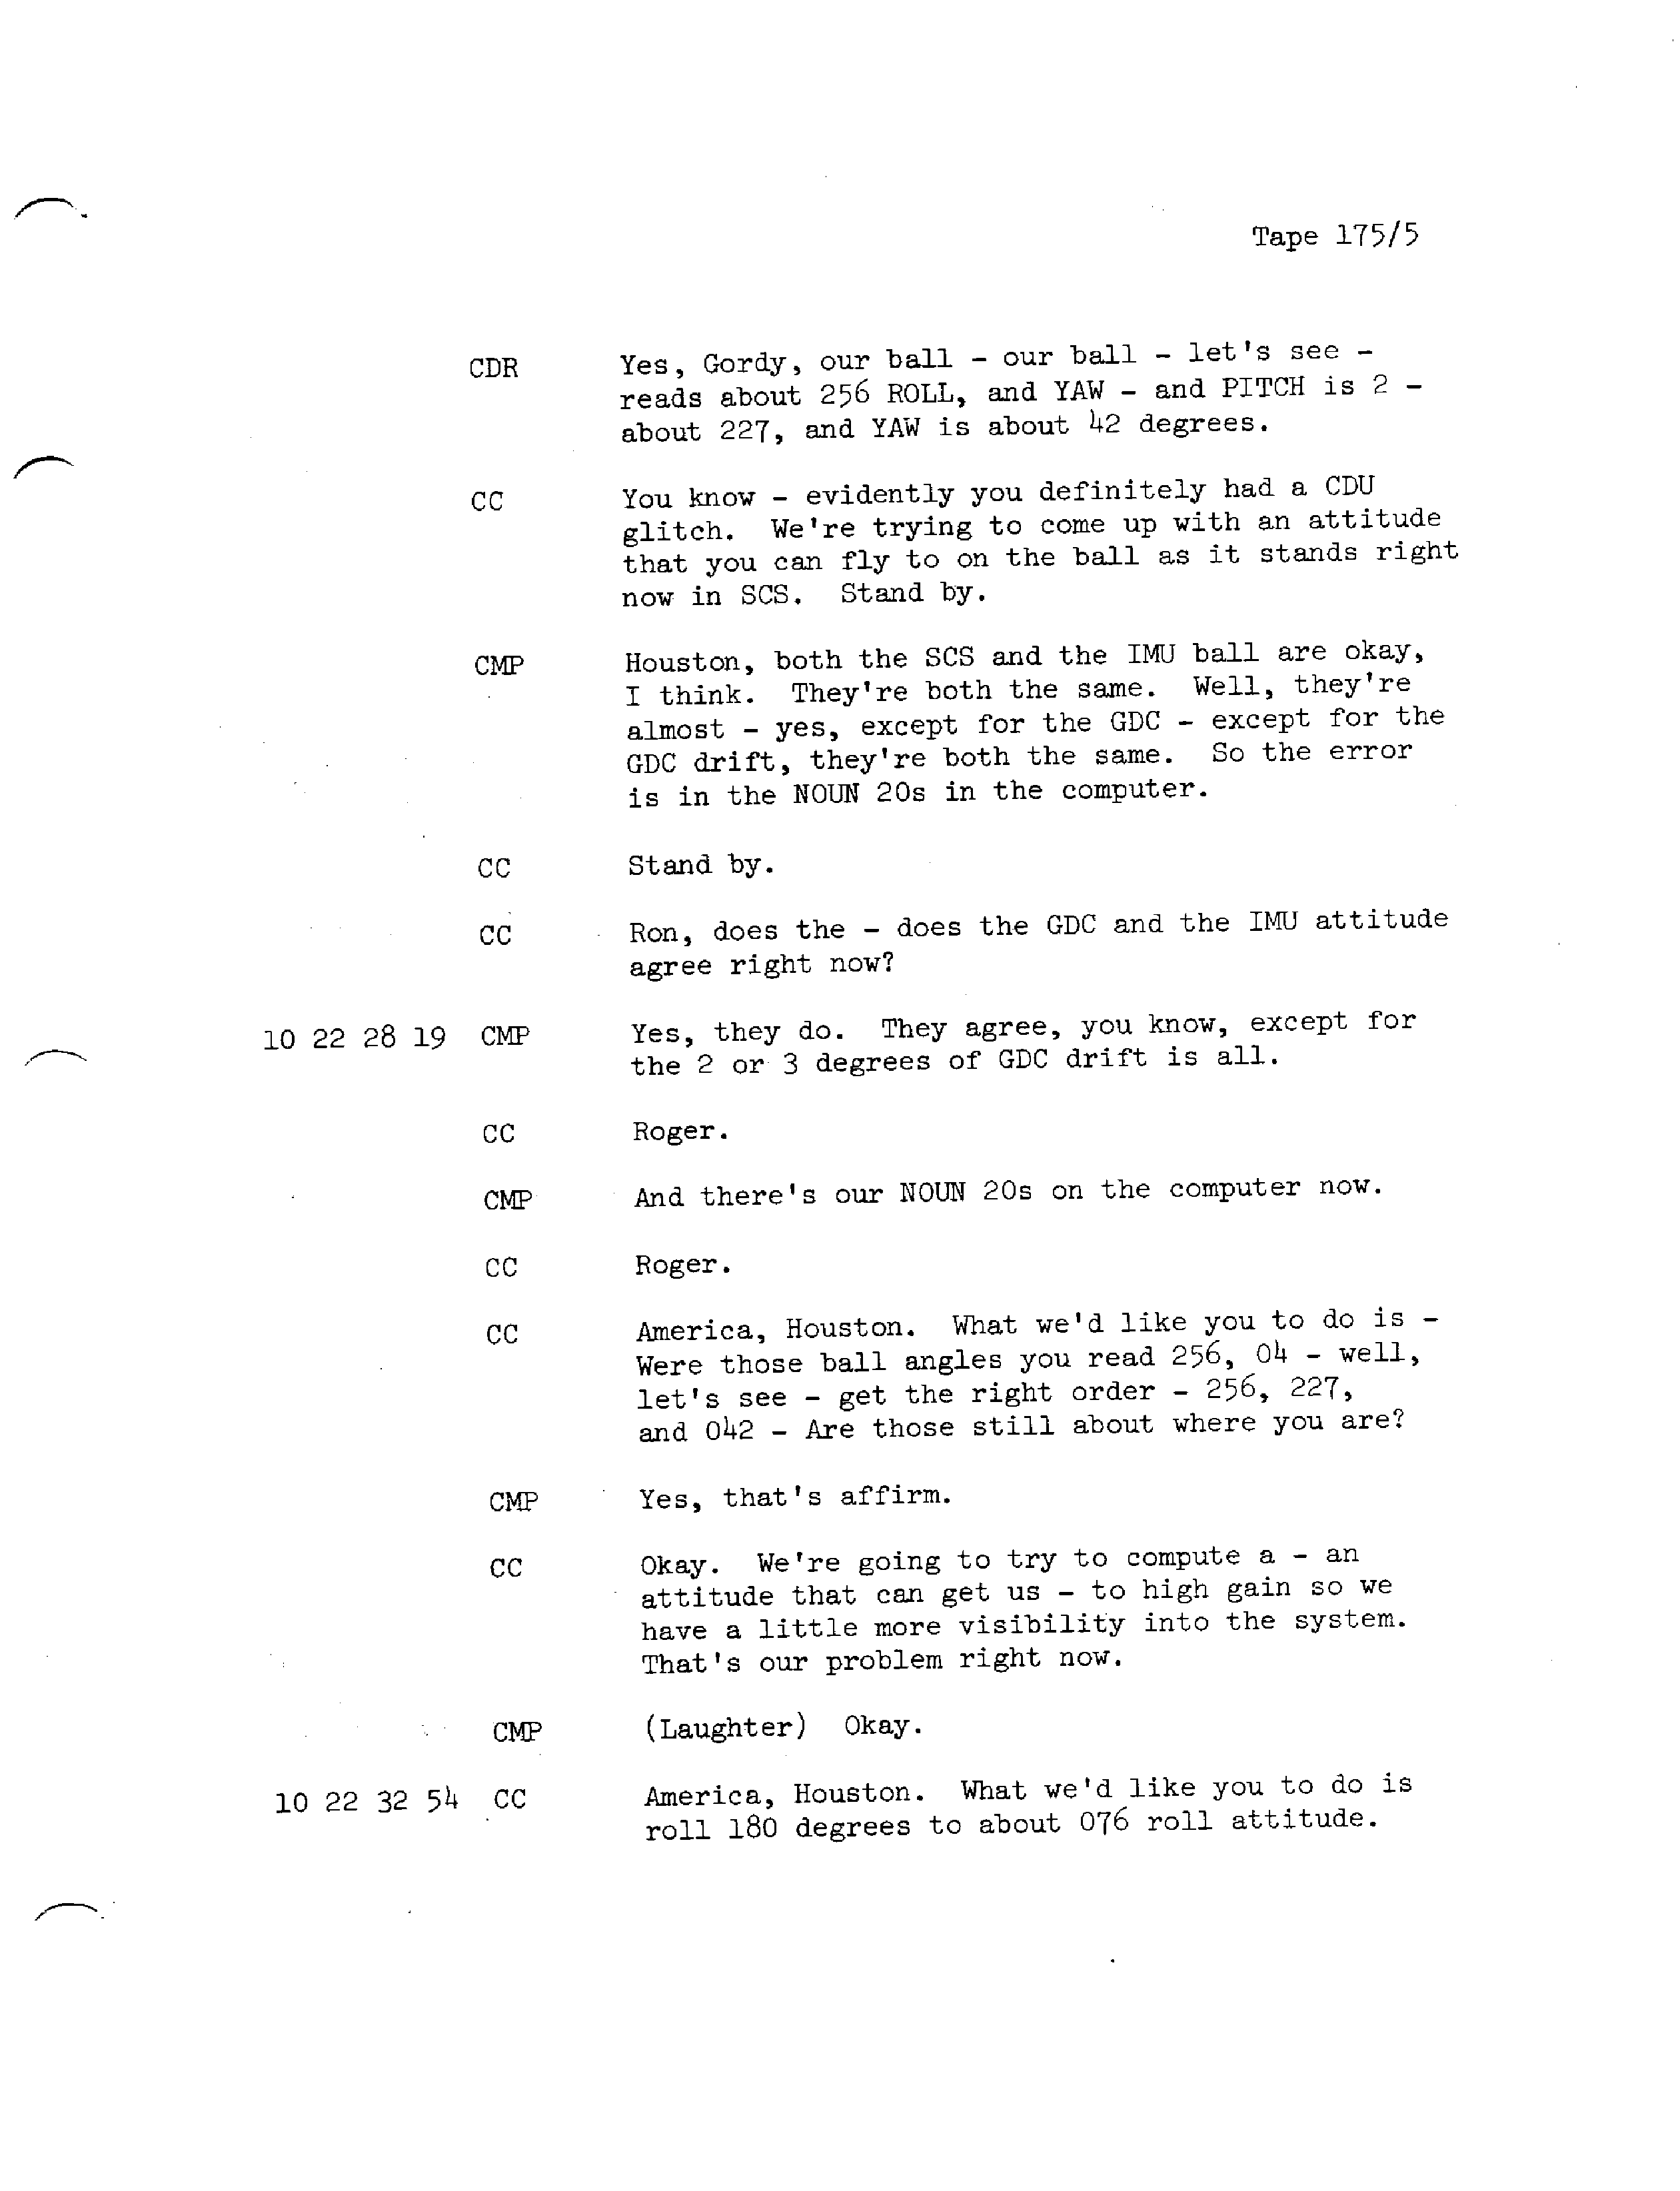 Tape 175/5
CDR Yes, Gordy, our ball - our ball - let's see -
reads about 256 ROLL, and YAW - and PITCH is 2 -
about 227, and YAW is about 42 degrees.
CC You know - evidently you definitely had a CDU
glitch. We're trying to come up with an attitude
that you can fly to on the ball as it stands right
now in SCS. Stand by.
CMP Houston, both the SCS and the IMU ball are okay,
I think. They're both the same. Well, they're
almost - yes, except for the GDC - except for the
GDC drift, they're both the same. So the error
is in the NOUN 20s in the computer.
CC Stand by.
CC Ron, does the - does the GDC and the IMU attitude
agree right now?
10 22 28 19 CMP Yes, they do. They agree, you know, except for
the 2 or 3 degrees of GDC drift is all.
CC Roger.
CMP And there's our NOUN 20s on the computer now.
CC Roger.
CC America, Houston. What we'd like you to do is -
Were those ball angles you read 256, 04 - well,
let's see - get the right order - 256, 227,
and 042 - Are those still about where you are?
CMP Yes, that's affirm.
CC Okay. We're going to try to compute a - an
attitude that can get us - to high gain so we
have a little more visibility into the system.
That's our problem right now.
CMP (Laughter) Okay.
10 22 32 54 CC America, Houston. What we'd like you to do is
roll 180 degrees to about 076 roll attitude.